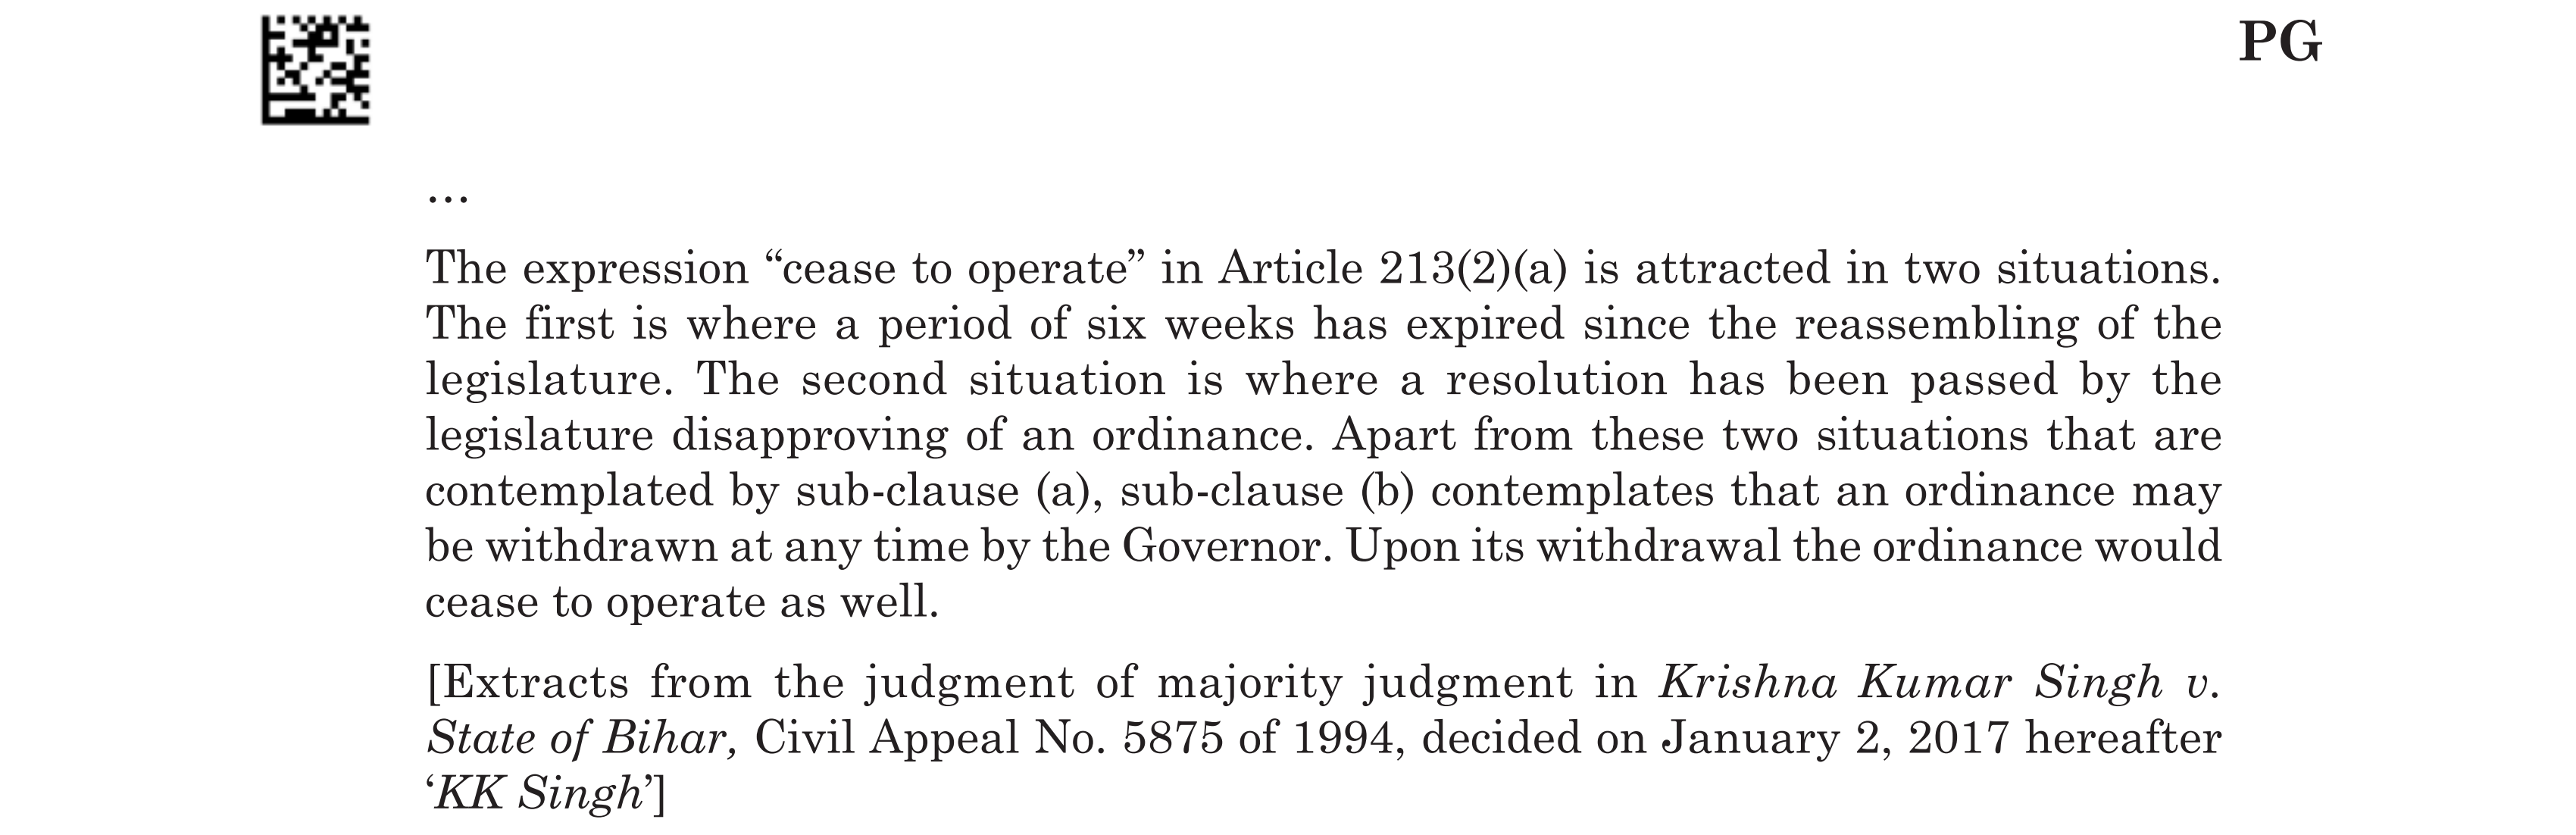 PG
...
The expression “cease to operate” in Article 213(2)(a) is attracted in two situations.
The first is where a period of six weeks has expired since the reassembling of the
legislature. The second situation is where a resolution has been passed by the
legislature disapproving of an ordinance. Apart from these two situations that are
contemplated by sub-clause (a), sub-clause (b) contemplates that an ordinance may
be withdrawn at any time by the Governor. Upon its withdrawal the ordinance would
cease to operate as well.
[Extracts from the judgment of majority judgment in Krishna Kumar Singh v.
State of Bihar, Civil Appeal No. 5875 of 1994, decided on January 2, 2017 hereafter
‘KK Singh’]